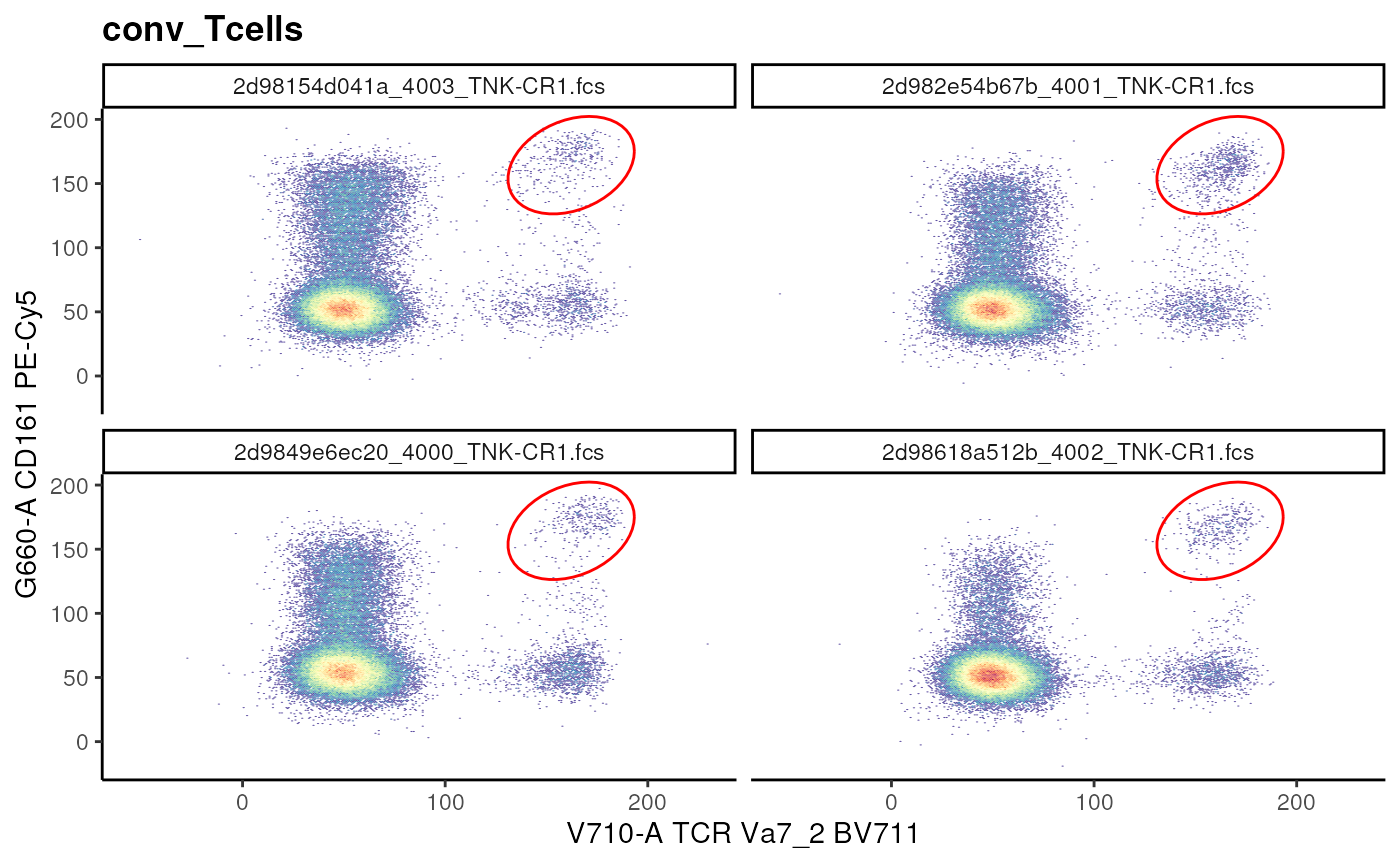 conv_Tcells
2d98154d041a_4003_TNK-CR1.fcs
2d982e54b67b_4001_TNK-CR1.fcs
200
150
100
50
0
2d9849e6ec20_4000_TNK-CR1.fcs
2d98618a512b_4002_TNK-CR1.fcs
200
150
100
50
0
G660-A CD161 PE-Cy5
0 100 200 0 100 200
V710-A TCR Va7_2 BV711